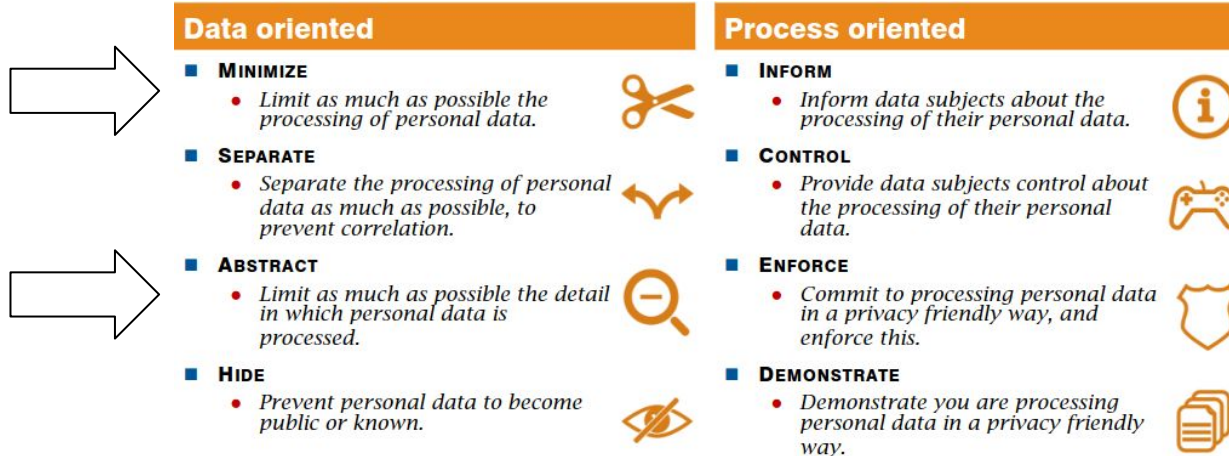 Data oriented
MINIMIZE
Limit as much as possible the
processing of personal data.
SEPARATE
Separate the processing of personal
data as much as possible, to
prevent correlation.
ABSTRACT
Limit as much as possible the detail
in which personal data is
processed.
HIDE
Prevent personal data to become
public or known.
Process oriented
INFORM
Inform data subjects about the
processing of their personal data.
CONTROL
Provide data subjects control about
the processing of their personal
data.
ENFORCE
Commit to processing personal data
in a privacy friendly way, and
enforce this.
DEMONSTRATE
Demonstrate you are processing
personal data in a privacy friendly
way.